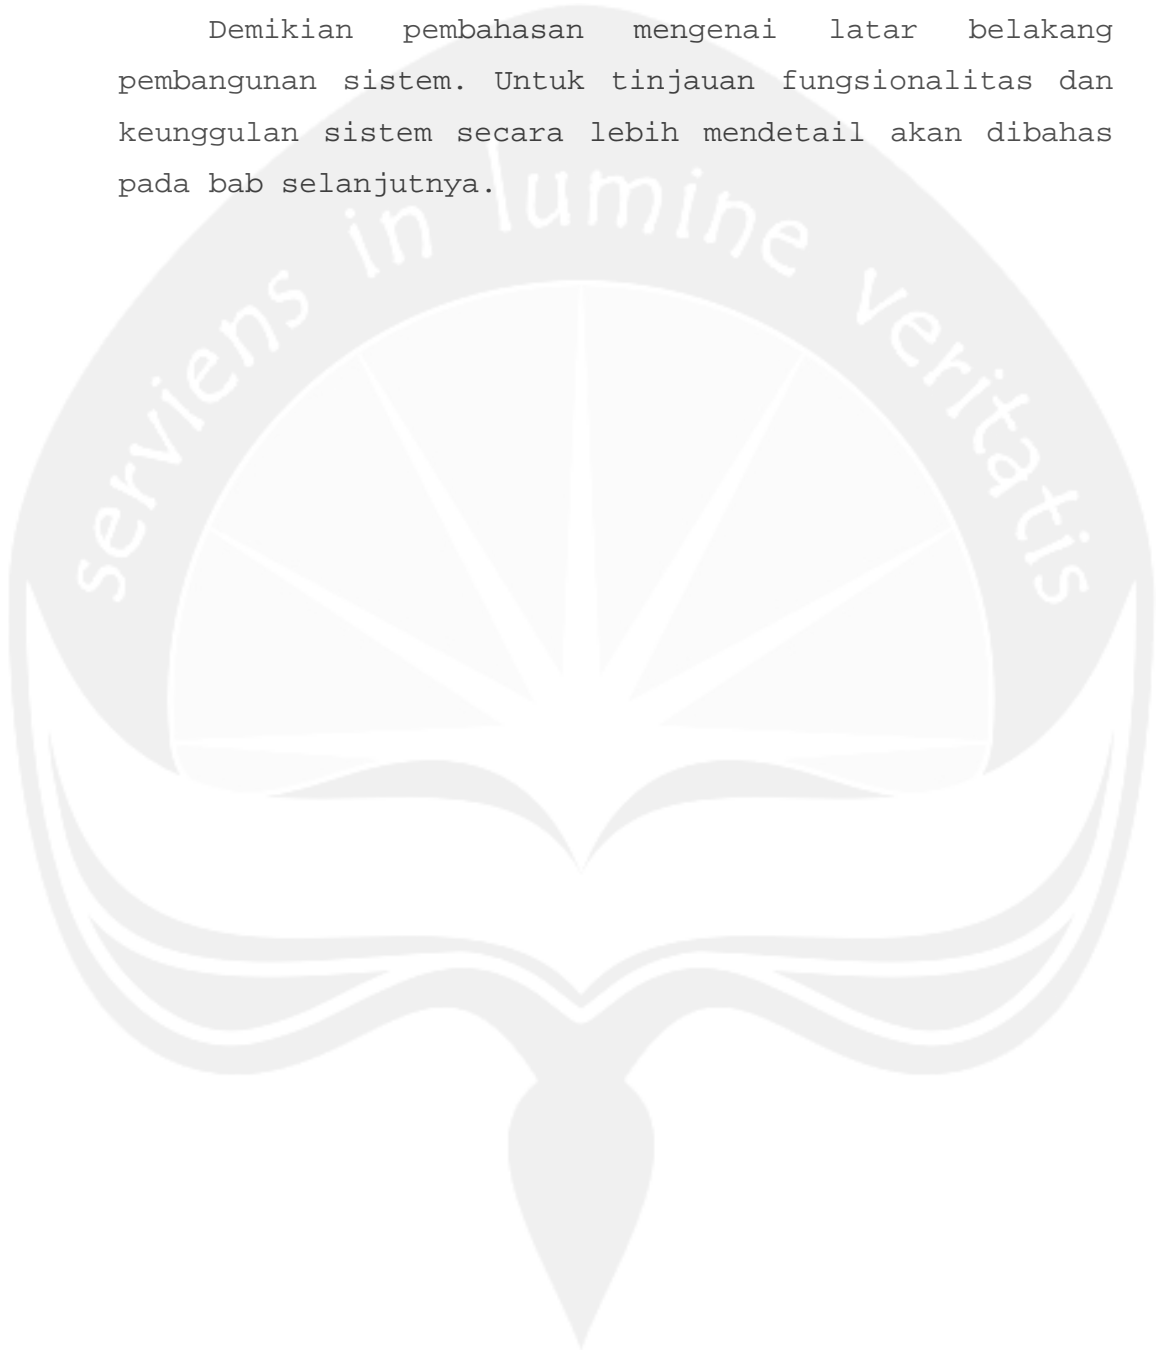 Demikian pembahasan mengenai latar belakang
pembangunan sistem. Untuk tinjauan fungsionalitas dan
keunggulan sistem secara lebih mendetail akan dibahas
pada bab selanjutnya.
serviens in lumine veritatis